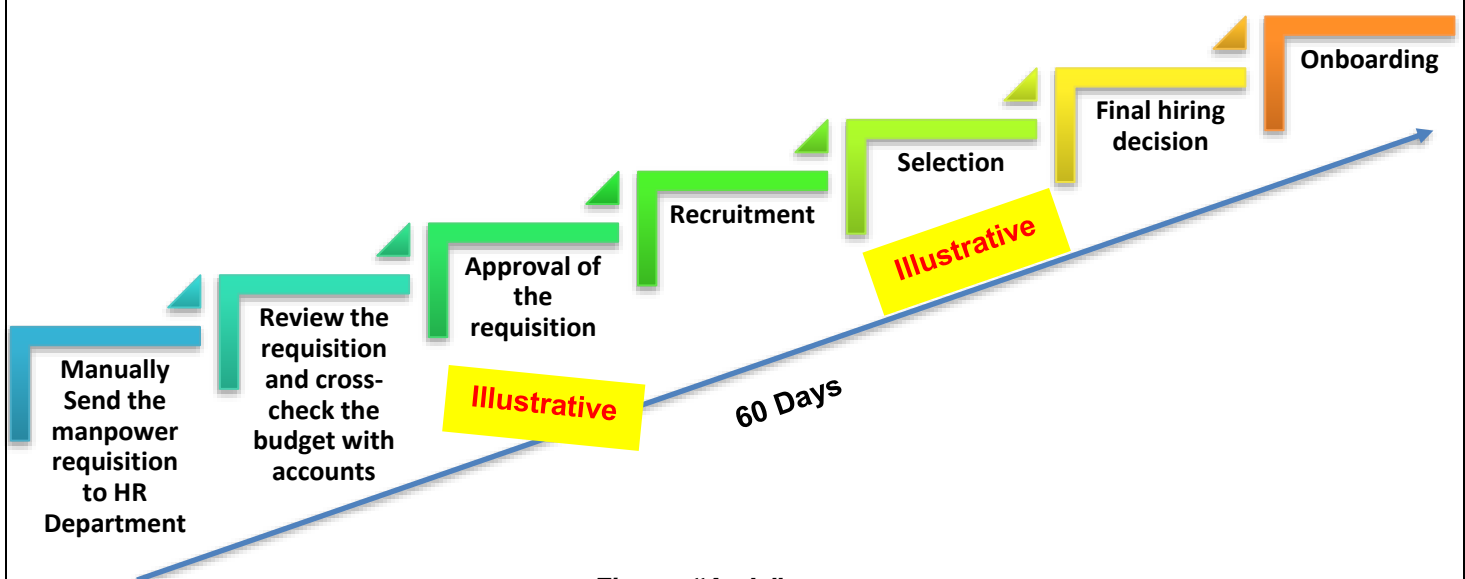 Manually
Send the
manpower
requisition
to HR
Department
Review the
requisition
and cross-
check the
budget with
accounts
Approval of
the
requisition
Recruitment
Selection
Final hiring
decision
Onboarding
Illustrative
Illustrative
60 Days